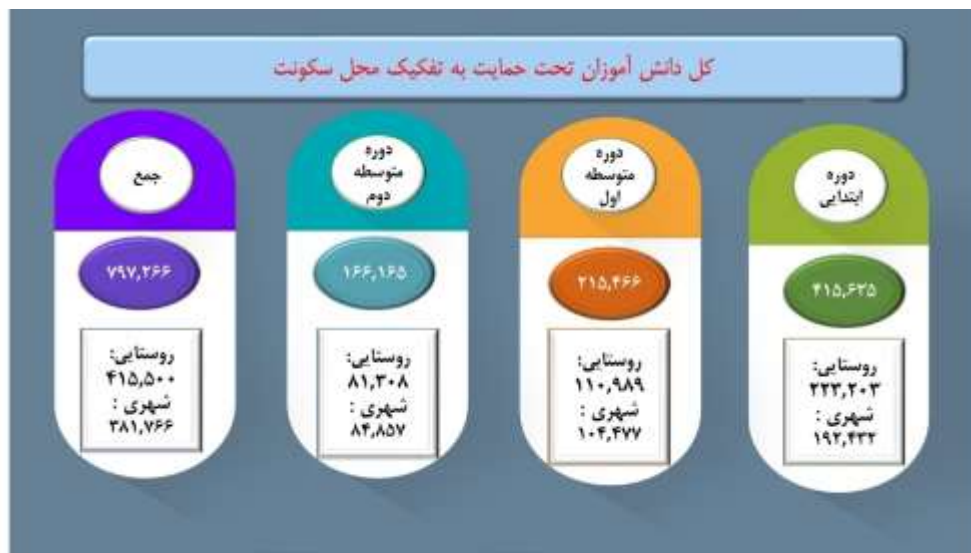 کل دانش آموزان تحت حمایت به تفکیک محل سکونت
دوره
ابتدایی
۴۱۵,۶۳۵
روستایی:
۲۲۳,۲۰۳
شهری :
۱۹۲,۴۳۲
دوره
متوسطه
اول
۲۱۵,۴۶۶
روستایی:
۱۱۰,۹۸۹
شهری :
۱۰۴,۴۷۷
دوره
متوسطه
دوم
۱۶۶,۱۶۵
روستایی:
۸۱,۳۰۸
شهری :
۸۴,۸۵۷
جمع
۷۹۷,۲۶۶
روستایی:
۴۱۵,۵۰۰
شهری :
۳۸۱,۷۶۶